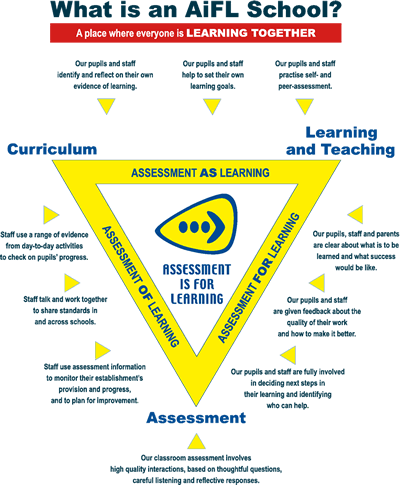 What is an AiFL School?
A place where everyone is LEARNING TOGETHER
Our pupils and staff
identify and reflect on their own
evidence of learning.
Our pupils and staff
help to set their own
learning goals.
Our pupils and staff
practise self- and
peer-assessment.
Curriculum
Learning
and Teaching
ASSESSMENT AS LEARNING
ASSESSMENT OF LEARNING
ASSESSMENT FOR LEARNING
ASSESSMENT
IS FOR
LEARNING
Staff use a range of evidence
from day-to-day activities
to check on pupils' progress.
Staff talk and work together
to share standards in
and across schools.
Staff use assessment information
to monitor their establishment's
provision and progress,
and to plan for improvement.
Our pupils, staff and parents
are clear about what is to be
learned and what success
would be like.
Our pupils and staff
are given feedback about the
quality of their work
and how to make it better.
Our pupils and staff are fully involved
in deciding next steps in
their learning and identifying
who can help.
Assessment
Our classroom assessment involves
high quality interactions, based on thoughtful questions,
careful listening and reflective responses.